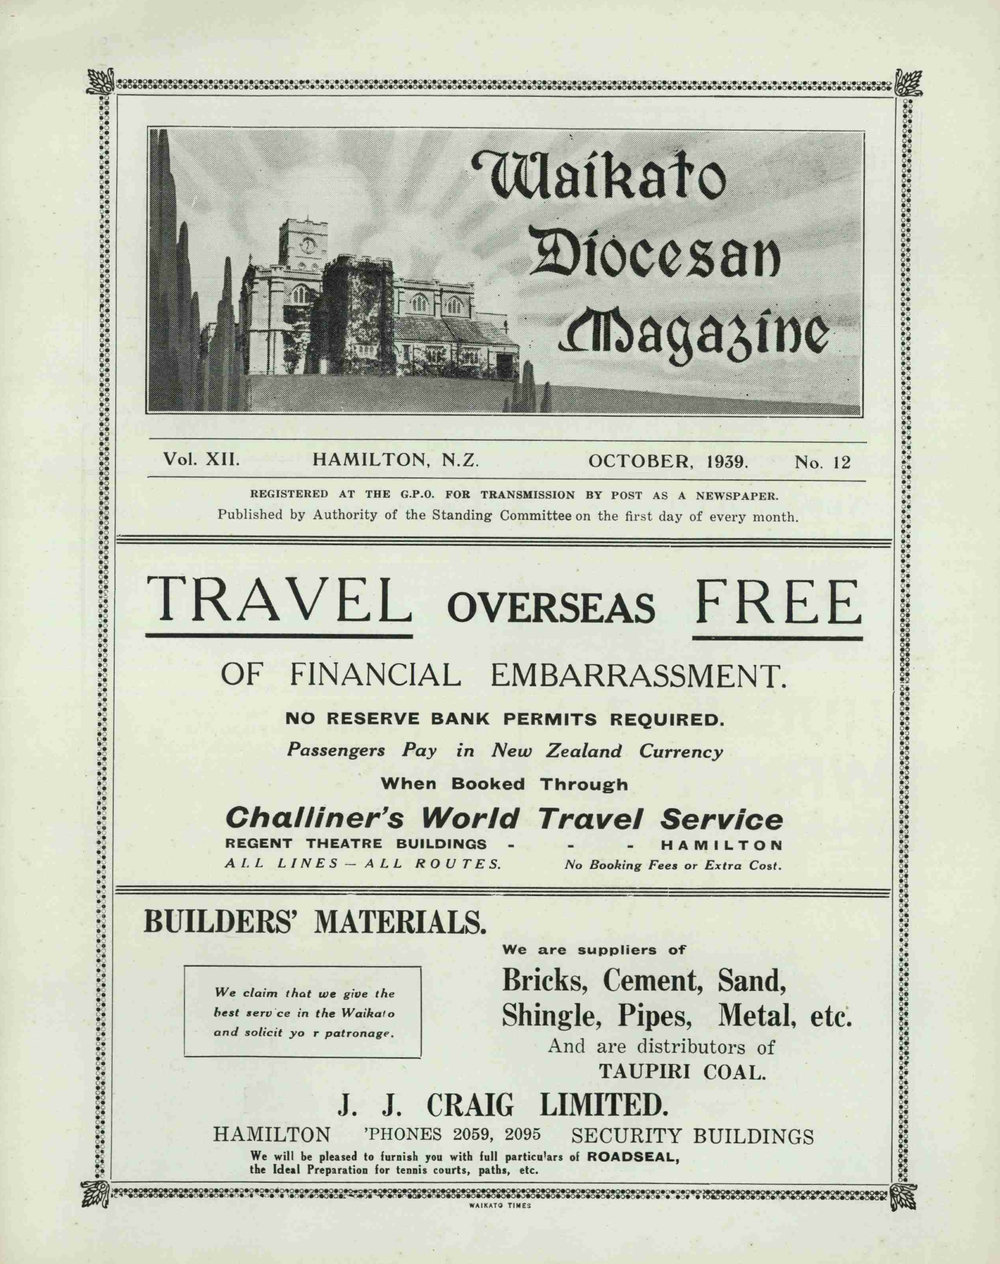 Waikato
Diocesan
Magazine
Vol. XII. HAMILTON, N.Z. OCTOBER, 1939. No. 12
REGISTERED AT THE G.P.O. FOR TRANSMISSION BY POST AS A NEWSPAPER.
Published by Authority of the Standing Committee on the first day of every month.
TRAVEL OVERSEAS FREE
OF FINANCIAL EMBARRASSMENT.
NO RESERVE BANK PERMITS REQUIRED.
Passengers Pay in New Zealand Currency
When Booked Through
Challiner's World Travel Service
REGENT THEATRE BUILDINGS - - - HAMILTON
ALL LINES — ALL ROUTES. No Booking Fees or Extra Cost.
BUILDERS' MATERIALS.
We claim that we give the
best serv ce in the Waikato
and solicit yo r patronage.
We are suppliers of
Bricks, Cement, Sand,
Shingle, Pipes, Metal, etc.
And are distributors of
TAUPIRI COAL.
J. J. CRAIG LIMITED.
HAMILTON 'PHONES 2059, 2095 SECURITY BUILDINGS
We will be pleased to furnish you with full particulars of ROADSEAL,
the Ideal Preparation for tennis courts, paths, etc.
WAIKATO TIMES